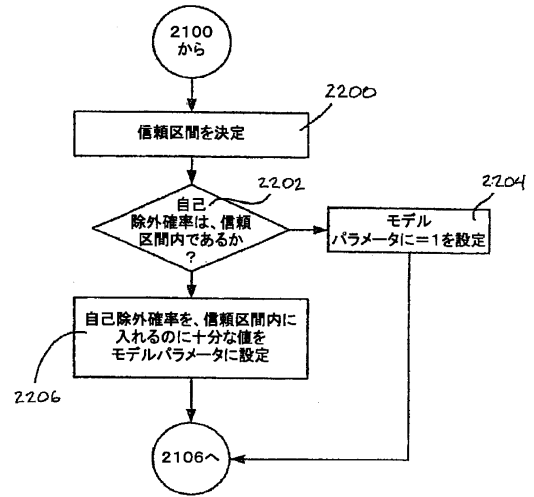 2100
から
2200
信頼区間を決定
2202
自己
除外確率は、信頼
区間内であるか
?
2204
モデル
パラメータに=1を設定
自己除外確率を、信頼区間内に
入れるのに十分な値を
モデルパラメータに設定
2206
2106へ